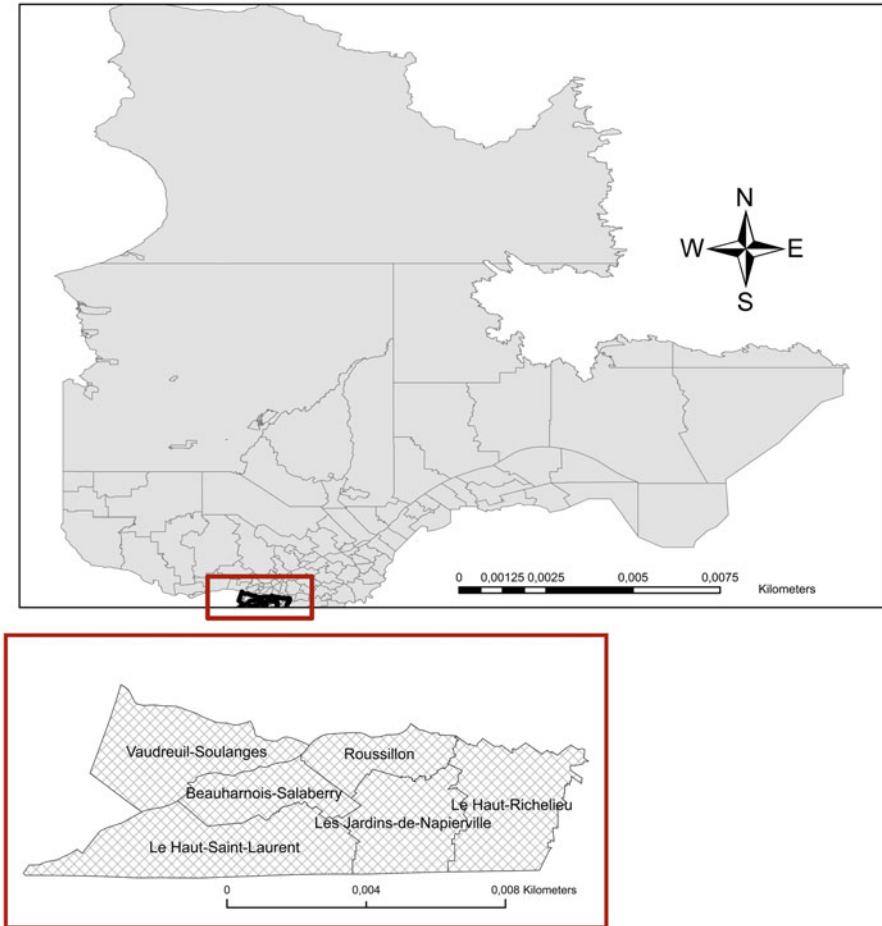 N
W E
S
0 0,00125 0,0025 0,005 0,0075
Kilometers
Vaudreuil-Soulanges
Roussillon
Beauharnois-Salaberry
Le Haut-Richelieu
Les Jardins-de-Napierville
Le Haut-Saint-Laurent
0 0,004 0,008 Kilometers